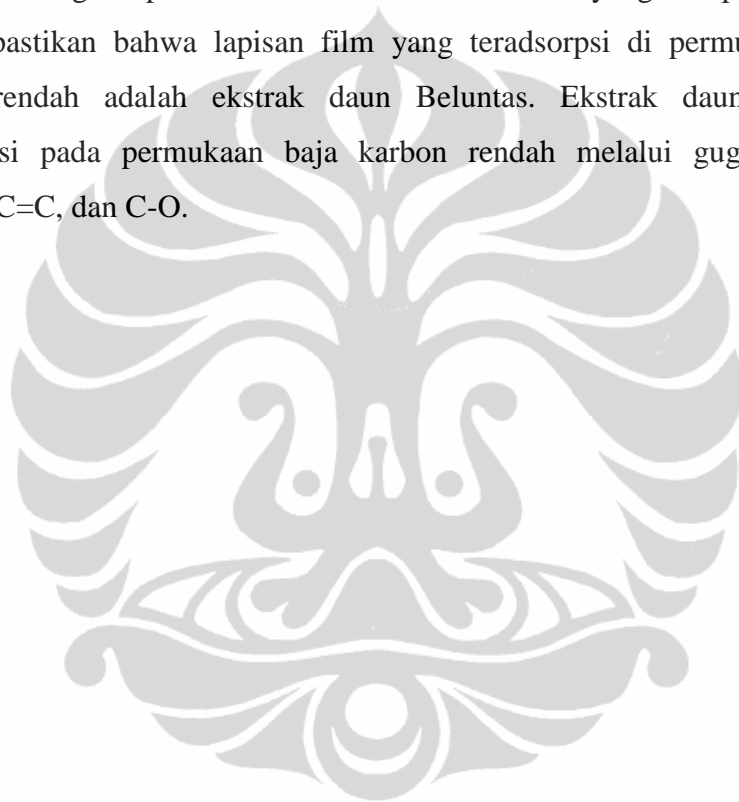 yang
pastikan bahwa lapisan film yang teradsorpsi di permu
rendah adalah ekstrak daun Beluntas. Ekstrak daun
si pada permukaan baja karbon rendah melalui gug
C=C, dan C-O.